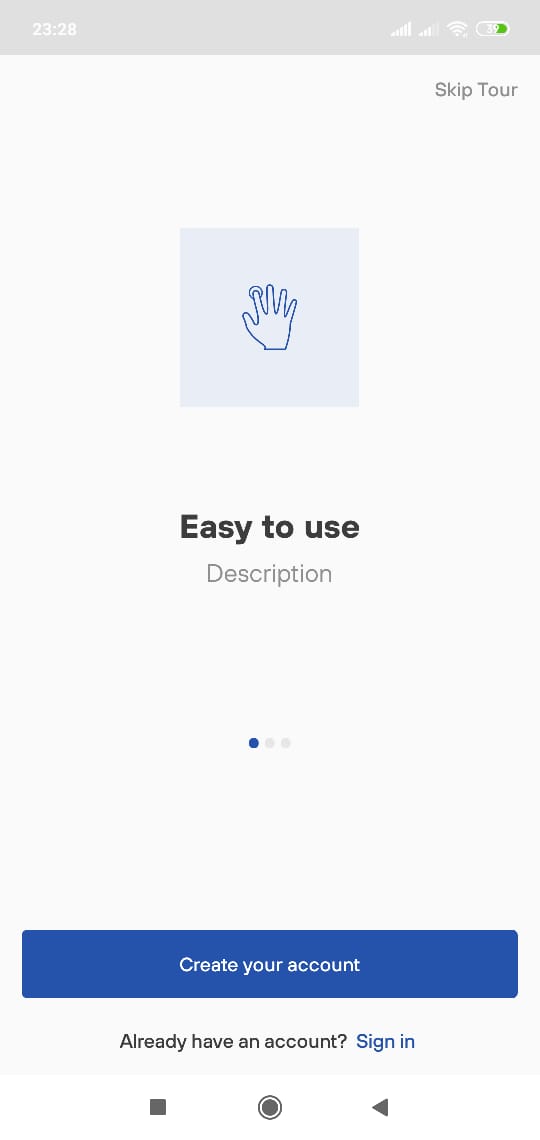 23:28
39
Skip Tour
Easy to use
Description
Create your account
Already have an account? Sign in